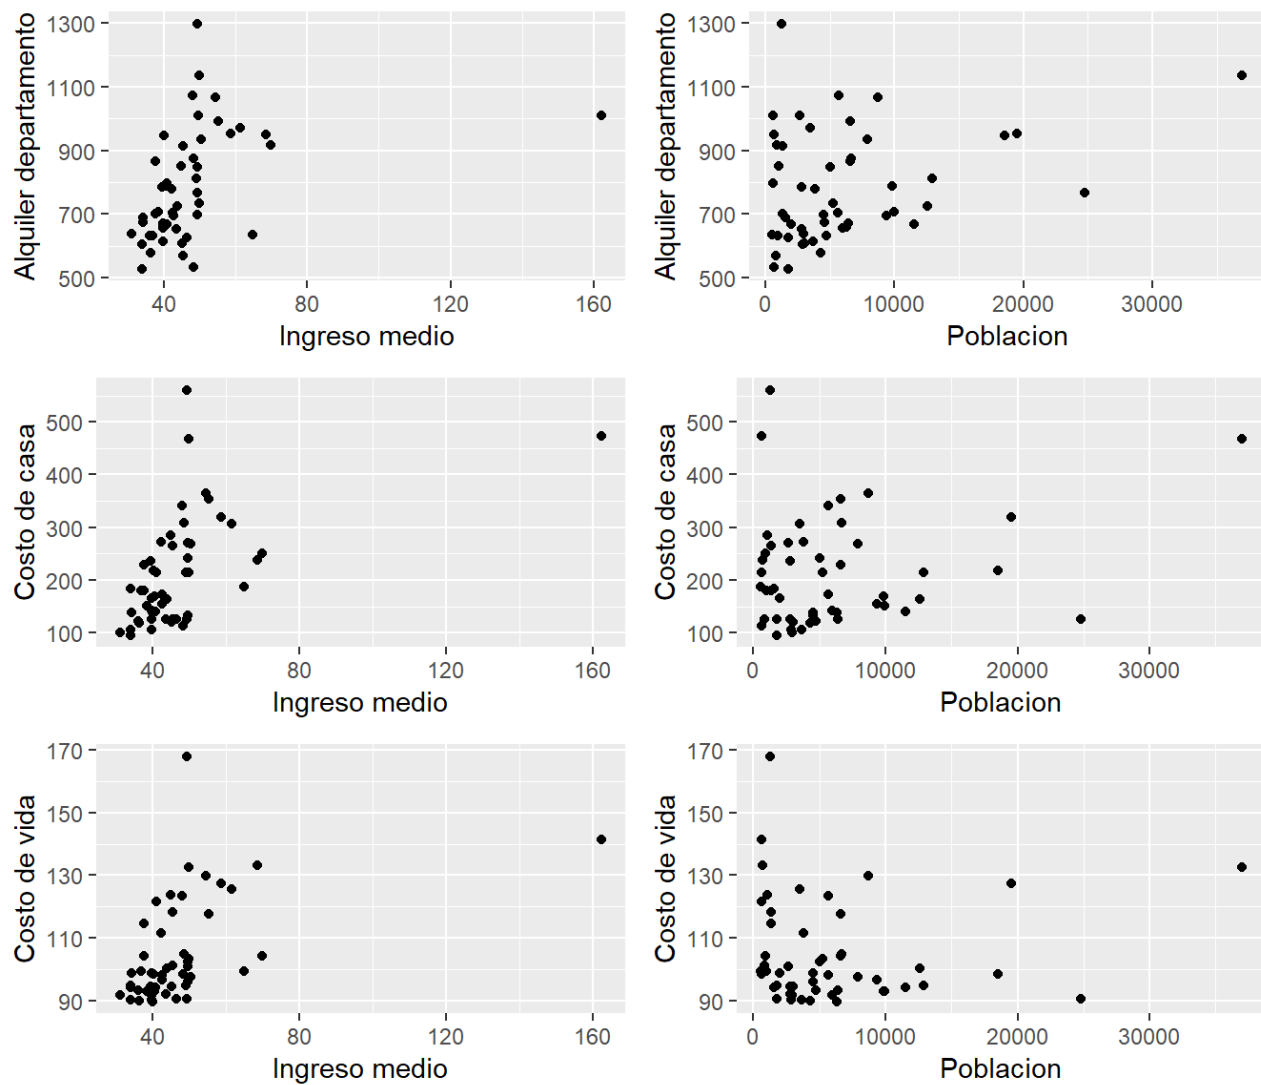 Alquiler departamento
1300
1100
900
700
500
40 80 120 160
Ingreso medio
Alquiler departamento
1300
1100
900
700
500
0 10000 20000 30000
Poblacion
Costo de casa
500
400
300
200
100
40 80 120 160
Ingreso medio
Costo de casa
500
400
300
200
100
0 10000 20000 30000
Poblacion
Costo de vida
170
150
130
110
90
40 80 120 160
Ingreso medio
Costo de vida
170
150
130
110
90
0 10000 20000 30000
Poblacion